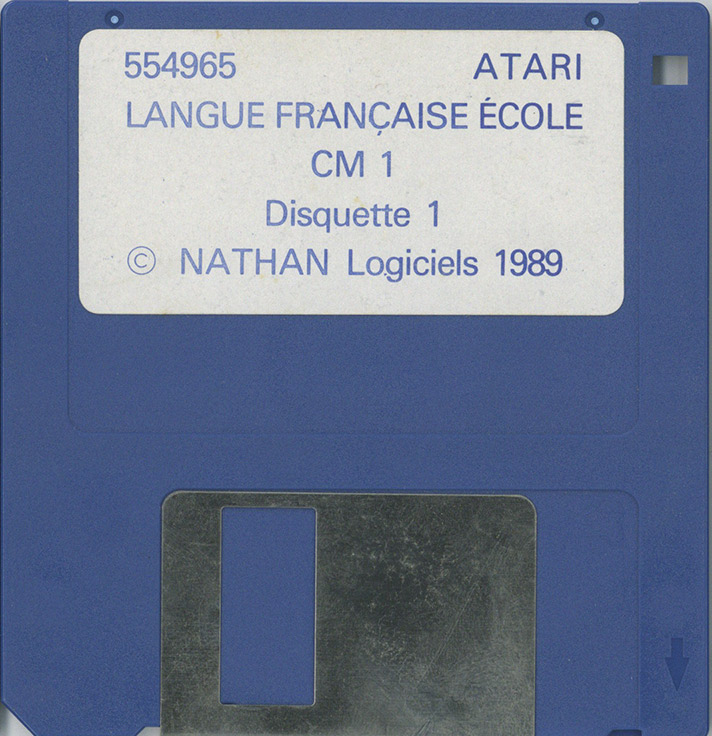 554965 ATARI
LANGUE FRANÇAISE ÉCOLE
CM 1
Disquette 1
© NATHAN Logiciels 1989